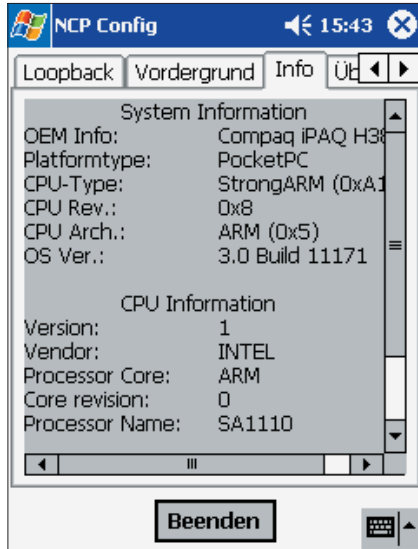 NCP Config 15:43
Loopback Vordergrund Info Üb
System Information
OEM Info: Compaq iPAQ H38
Platformtype: PocketPC
CPU-Type: StrongARM (0xA1
CPU Rev.: 0x8
CPU Arch.: ARM (0x5)
OS Ver.: 3.0 Build 11171
CPU Information
Version: 1
Vendor: INTEL
Processor Core: ARM
Core revision: 0
Processor Name: SA1110
Beenden